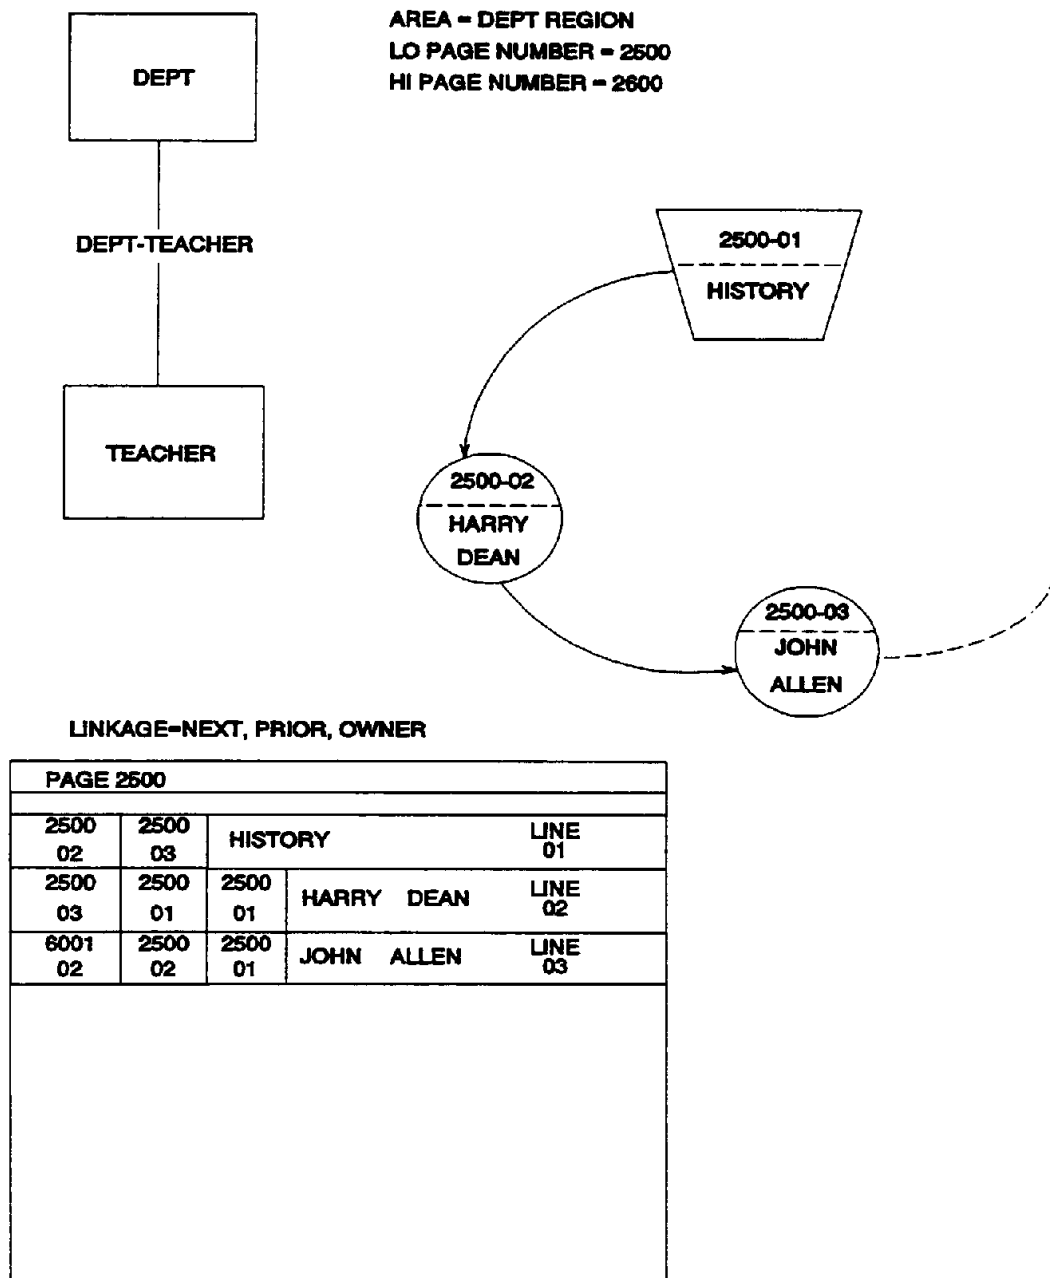 AREA = DEPT REGION
LO PAGE NUMBER = 2500
HI PAGE NUMBER = 2600
DEPT
DEPT-TEACHER
TEACHER
2500-01
HISTORY
2500-02
HARRY
DEAN
2500-03
JOHN
ALLEN
LINKAGE=NEXT, PRIOR, OWNER
PAGE 2500
2500 2500 HISTORY LINE
02 03 01
2500 2500 2500 HARRY DEAN LINE
03 01 01 02
6001 2500 2500 JOHN ALLEN LINE
02 02 01 03